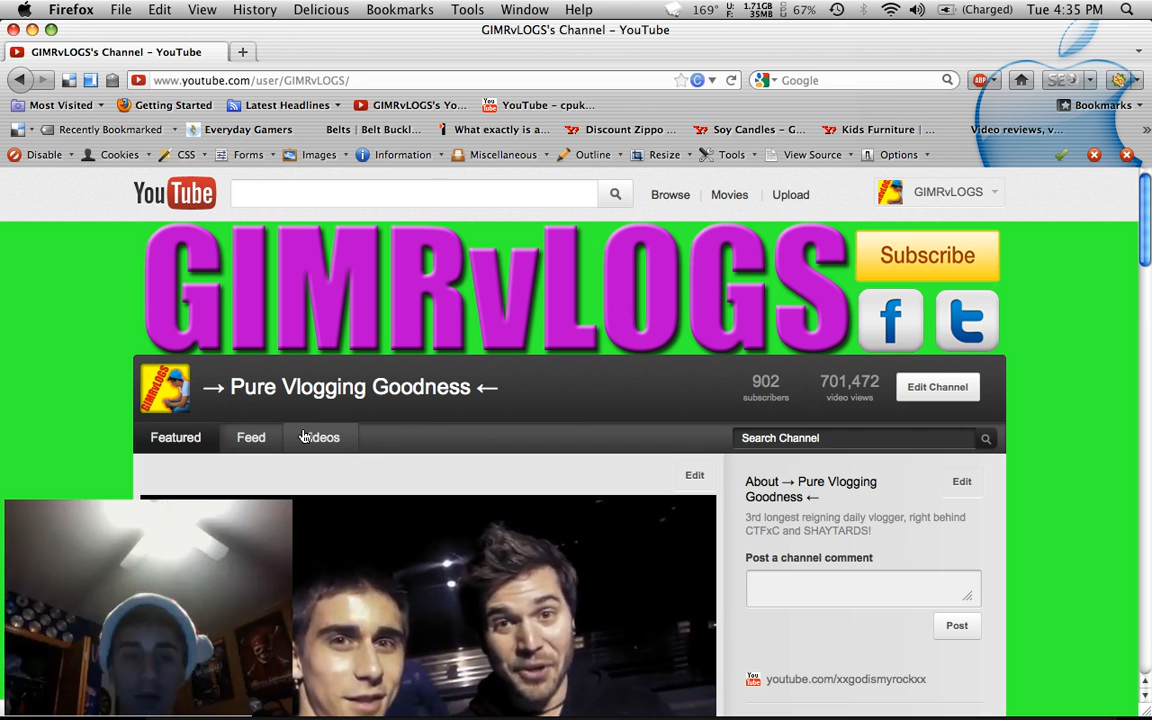 Firefox File Edit View History Delicious Bookmarks Tools Window Help 169° U: 1.71GB F: 35MB 67% (Charged) Tue 4:35 PM
GIMRvLOGS's Channel – YouTube
GIMRvLOGS's Channel – YouTube
www.youtube.com/user/GIMRvLOGS/ Google ABP SE
Most Visited Getting Started Latest Headlines GIMRvLOGS's Yo... YouTube – cpuk... Bookmarks
Recently Bookmarked Everyday Gamers Belts | Belt Buckl... What exactly is a... Discount Zippo ... Soy Candles – G... Kids Furniture | ... Video reviews, v...
Disable Cookies CSS Forms Images Information Miscellaneous Outline Resize Tools View Source Options
YouTube Browse Movies Upload GIMRvLOGS
GIMRvLOGS
Subscribe
f t
→ Pure Vlogging Goodness ←
902 subscribers
701,472 video views
Edit Channel
Featured Feed Videos Search Channel
Edit
About → Pure Vlogging Goodness ←
Edit
3rd longest reigning daily vlogger, right behind
CTFxC and SHAYTARDS!
Post a channel comment
Post
youtube.com/xxgodismyrockxx